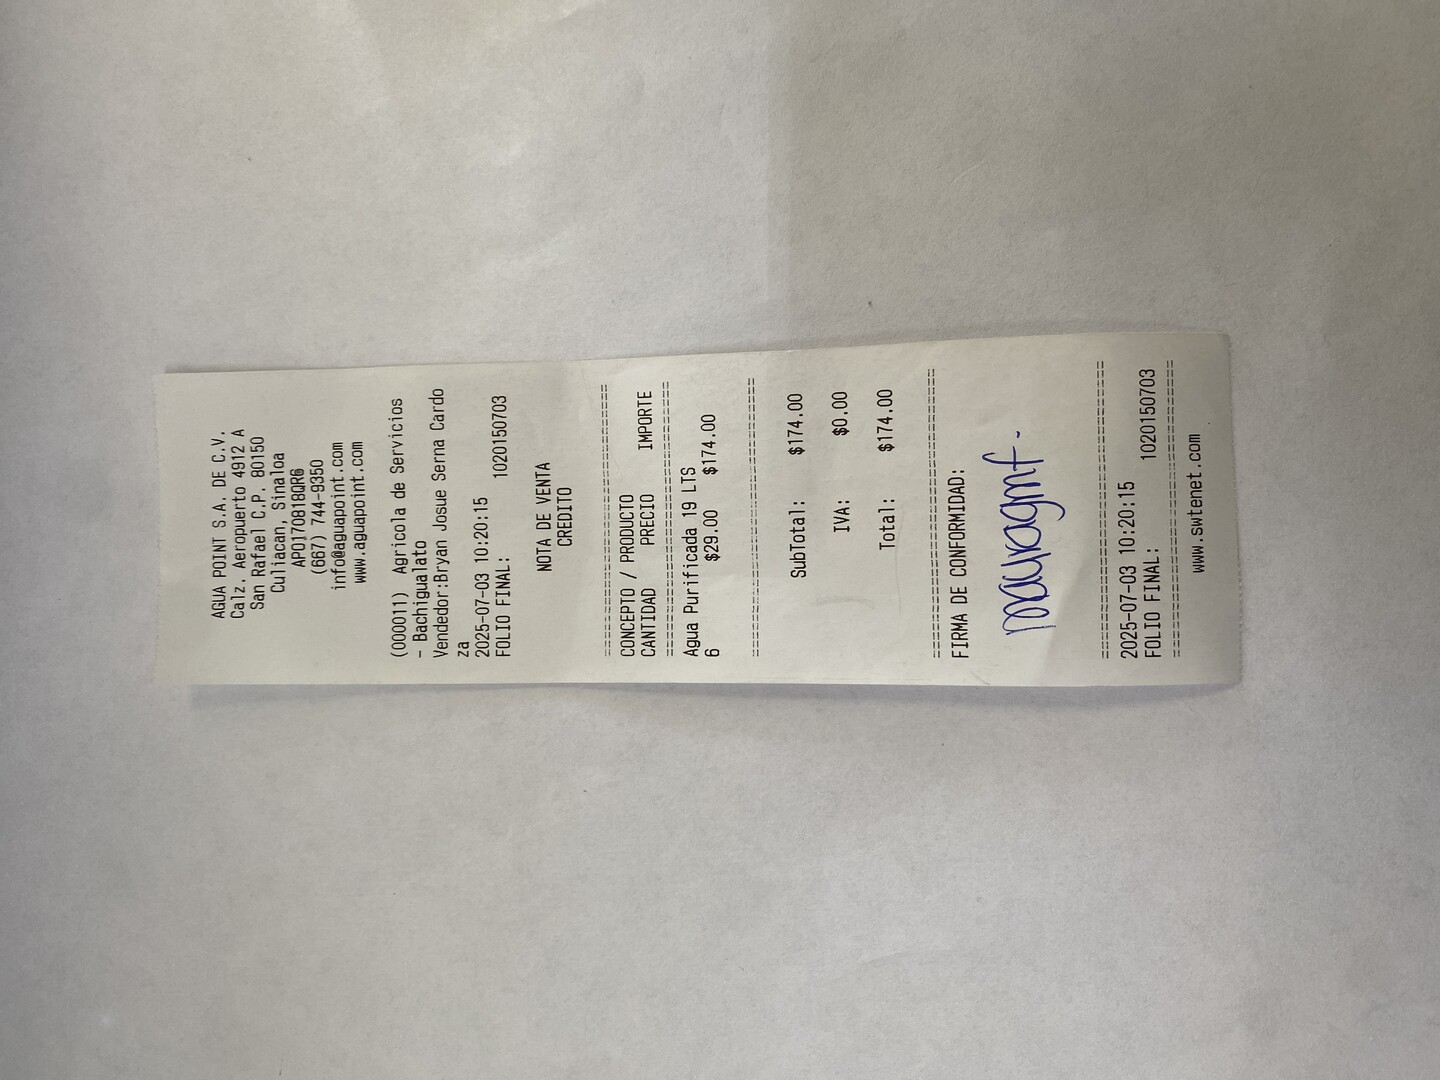 AGUA POINT S.A. DE C.V.
Calz. Aeropuerto 4912 A
San Rafael C.P. 80150
Culiacan, Sinaloa
APO170818QR6
(667) 744-9350
info@aguapoint.com
www.aguapoint.com
(000011) Agricola de Servicios
- Bachigualato
Vendedor:Bryan Josue Serna Cardo
za
2025-07-03 10:20:15
FOLIO FINAL: 1020150703
NOTA DE VENTA
CREDITO
CONCEPTO / PRODUCTO
CANTIDAD PRECIO IMPORTE
Agua Purificada 19 LTS
6 $29.00 $174.00
SubTotal: $174.00
IVA: $0.00
Total: $174.00
FIRMA DE CONFORMIDAD:
2025-07-03 10:20:15
FOLIO FINAL: 1020150703
www.swtenet.com